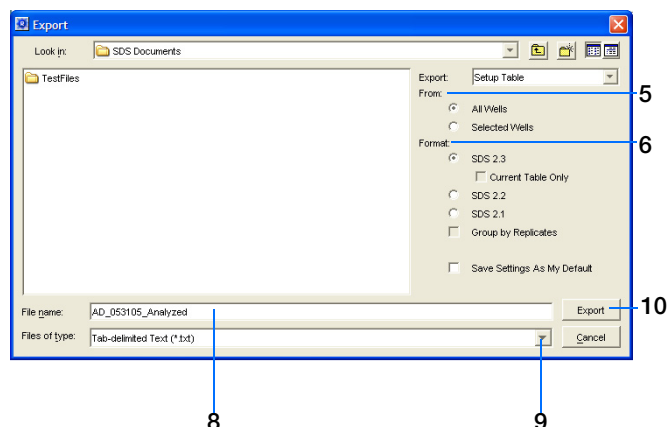 Export
Look in: SDS Documents
TestFiles
Export: Setup Table
From: 5
All Wells
Selected Wells
Format: 6
SDS 2.3
Current Table Only
SDS 2.2
SDS 2.1
Group by Replicates
Save Settings As My Default
File name: AD_053105_Analyzed Export 10
Files of type: Tab-delimited Text (*.txt) Cancel
8 9